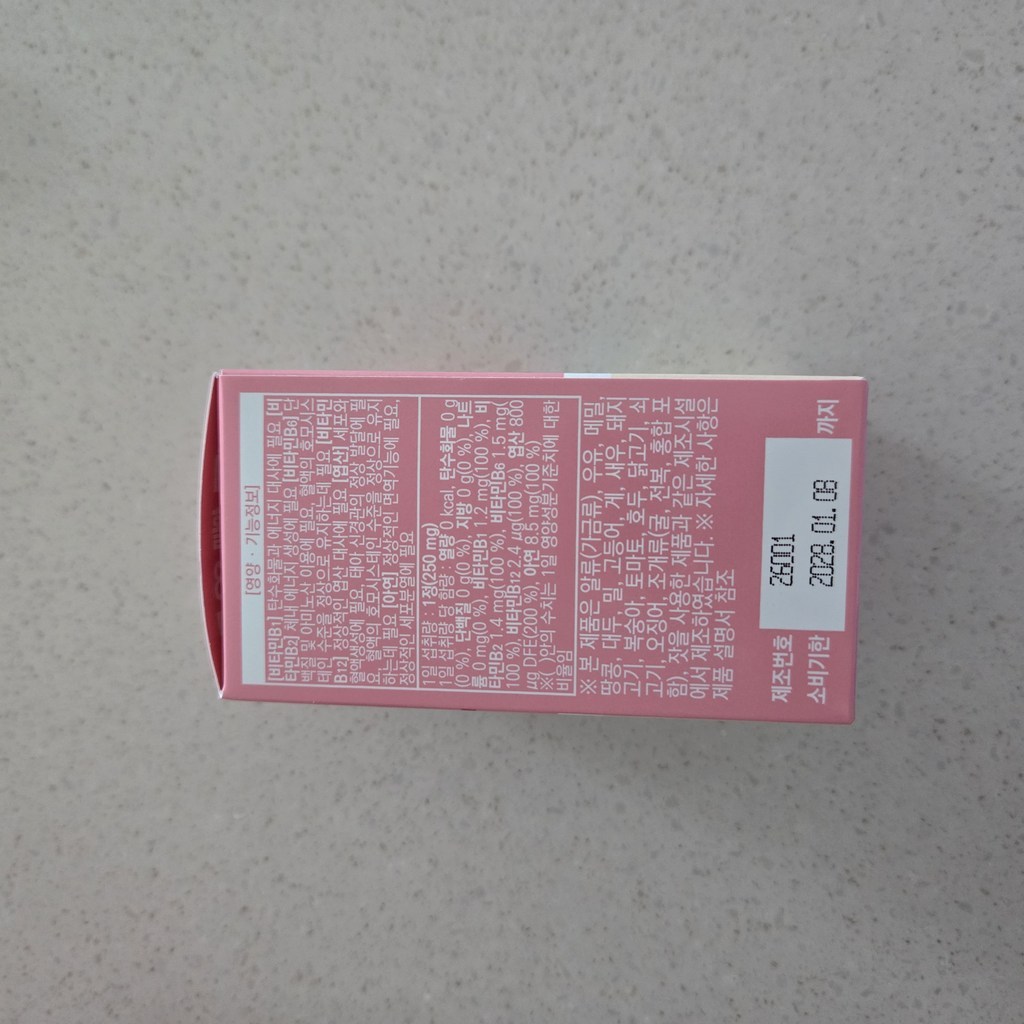 [영양 · 기능정보]
[비타민B1] 탄수화물과 에너지 대사에 필요 [비
타민B2] 체내 에너지 생성에 필요 [비타민B6] 단
백질 및 아미노산 이용에 필요, 혈액의 호모시스
테인 수준을 정상으로 유지하는데 필요 [비타민
B12] 정상적인 엽산 대사에 필요 [엽산] 세포와
혈액생성에 필요, 태아 신경관의 정상 발달에 필
요, 혈액의 호모시스테인 수준을 정상으로 유지
하는데 필요 [아연] 정상적인 면역기능에 필요,
정상적인 세포분열에 필요
1일 섭취량 : 1정(250 mg)
1일 섭취량 당 함량 : 열량 0 kcal, 탄수화물 0 g
(0 %), 단백질 0 g(0 %), 지방 0 g(0 %), 나트
륨 0 mg(0 %), 비타민B1 1.2 mg(100 %), 비
타민B2 1.4 mg(100 %), 비타민B6 1.5 mg(
100 %), 비타민B12 2.4 μg(100 %), 엽산 800
μg DFE(200 %), 아연 8.5 mg(100 %)
※( )안의 수치는 1일 영양성분기준치에 대한
비율임
※ 본 제품은 알류(가금류), 우유, 메밀,
땅콩, 대두, 밀, 고등어, 게, 새우, 돼지
고기, 복숭아, 토마토, 호두, 닭고기, 쇠
고기, 오징어, 조개류(굴, 전복, 홍합 포
함), 잣을 사용한 제품과 같은 제조시설
에서 제조하였습니다. ※ 자세한 사항은
제품 설명서 참조
제조번호 26001
소비기한 2028. 01. 08 까지